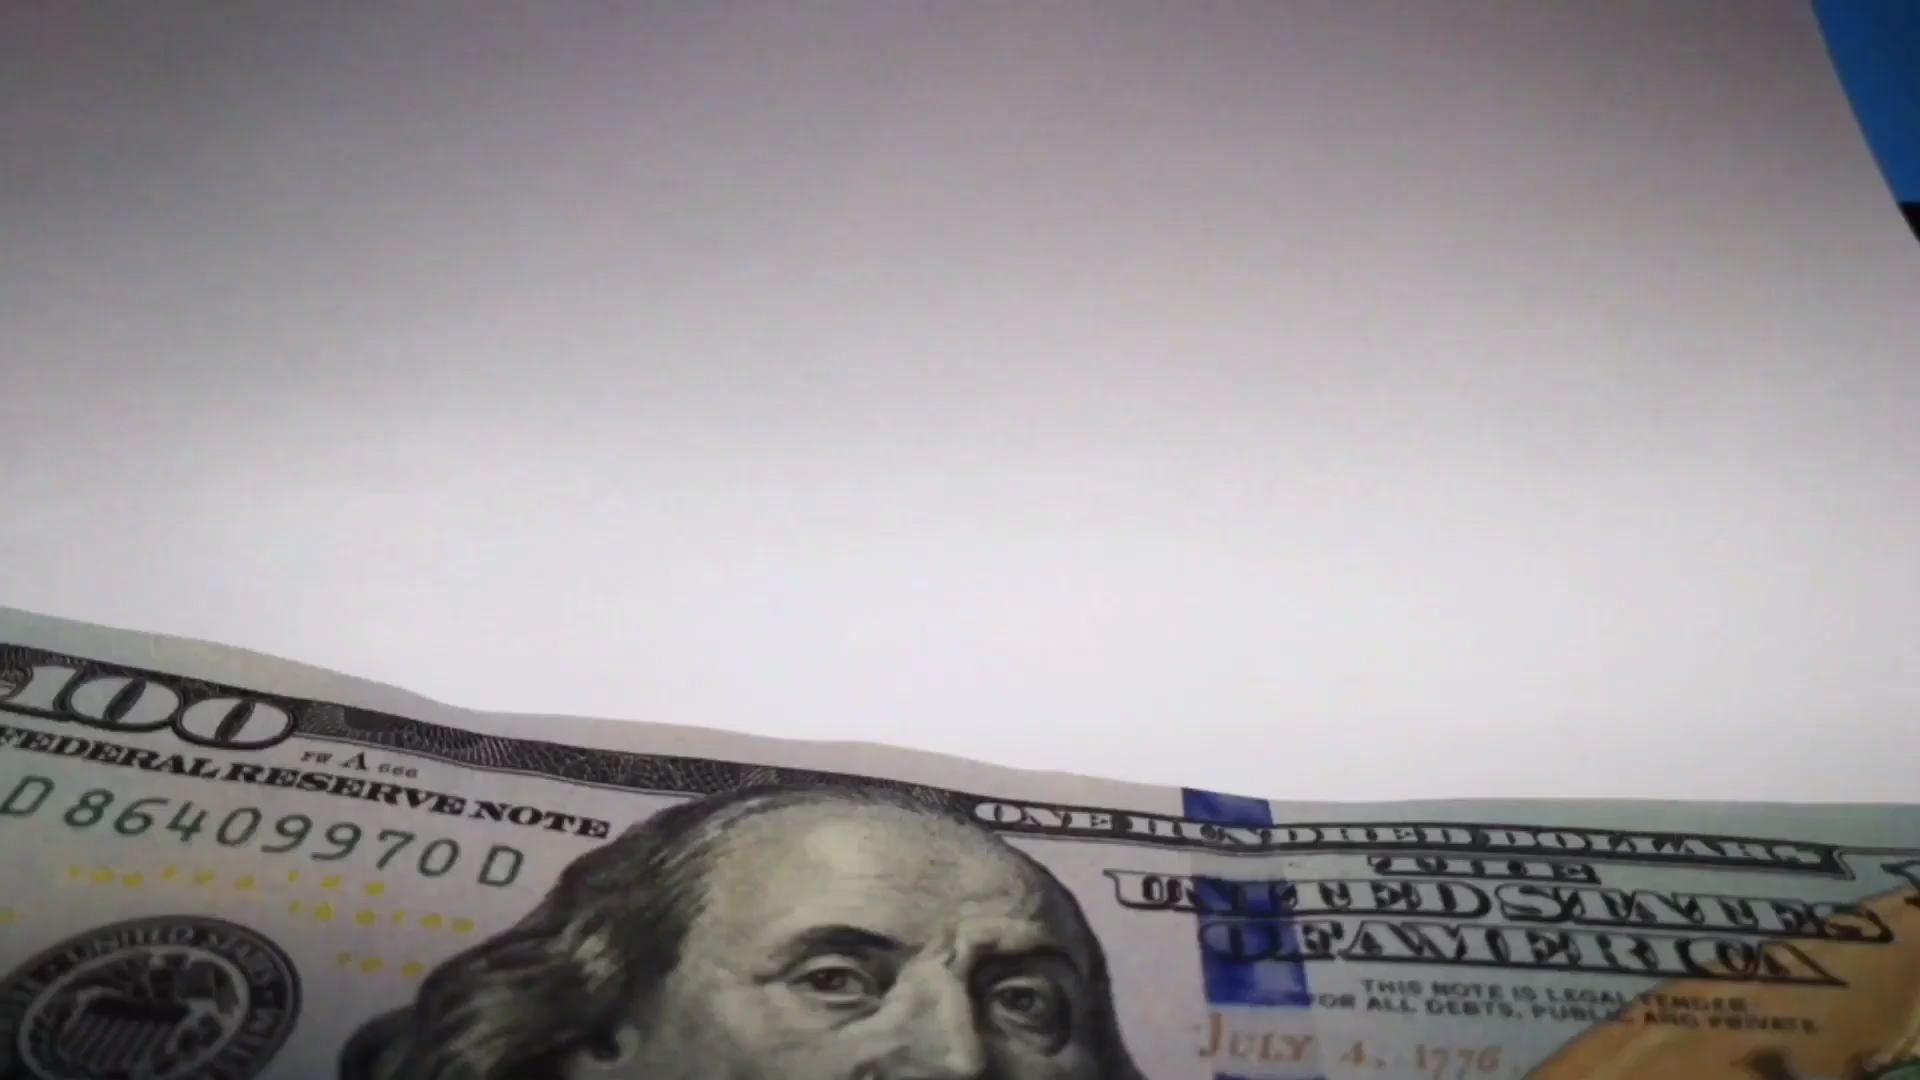 100
FW A 666
FEDERAL RESERVE NOTE
D 86409970 D
ONE HUNDRED DOLLARS
THE
UNITED STATES
OF AMERICA
THIS NOTE IS LEGAL TENDER
FOR ALL DEBTS, PUBLIC AND PRIVATE
JULY 4, 1776